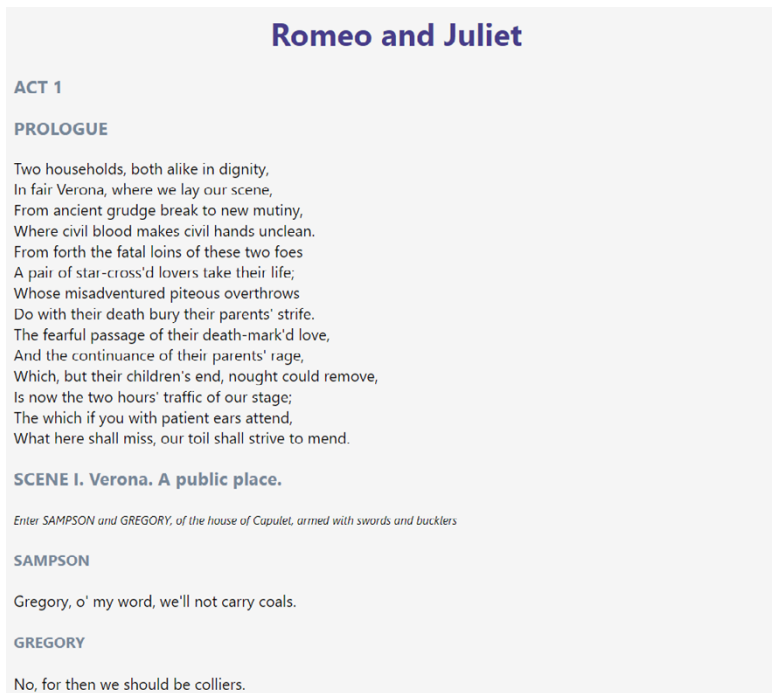 Romeo and Juliet
ACT 1
PROLOGUE
Two households, both alike in dignity,
In fair Verona, where we lay our scene,
From ancient grudge break to new mutiny,
Where civil blood makes civil hands unclean.
From forth the fatal loins of these two foes
A pair of star-cross'd lovers take their life;
Whose misadventured piteous overthrows
Do with their death bury their parents' strife.
The fearful passage of their death-mark'd love,
And the continuance of their parents' rage,
Which, but their children's end, nought could remove,
Is now the two hours' traffic of our stage;
The which if you with patient ears attend,
What here shall miss, our toil shall strive to mend.
SCENE I. Verona. A public place.
Enter SAMPSON and GREGORY, of the house of Capulet, armed with swords and bucklers
SAMPSON
Gregory, o' my word, we'll not carry coals.
GREGORY
No, for then we should be colliers.